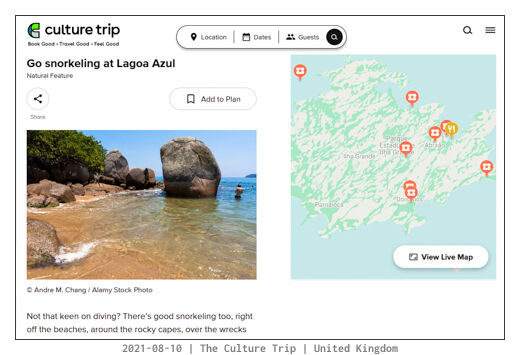 culture trip
Book Good • Travel Good • Feel Good
Location
Dates
Guests
Go snorkeling at Lagoa Azul
Natural Feature
Share
Add to Plan
Parque
Estadu
Ilha Gr
Ilha Grande
Abraão
Parnaioca
View Live Map
© Andre M. Chang / Alamy Stock Photo
Not that keen on diving? There's good snorkeling too, right
off the beaches, around the rocky capes, over the wrecks
2021-08-10 | The Culture Trip | United Kingdom